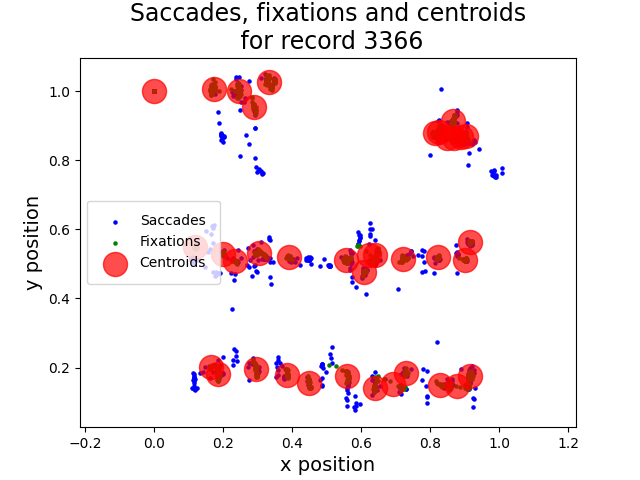 Saccades, fixations and centroids
for record 3366
y position
1.0
0.8
0.6
0.4
0.2
Saccades
Fixations
Centroids
−0.2 0.0 0.2 0.4 0.6 0.8 1.0 1.2
x position